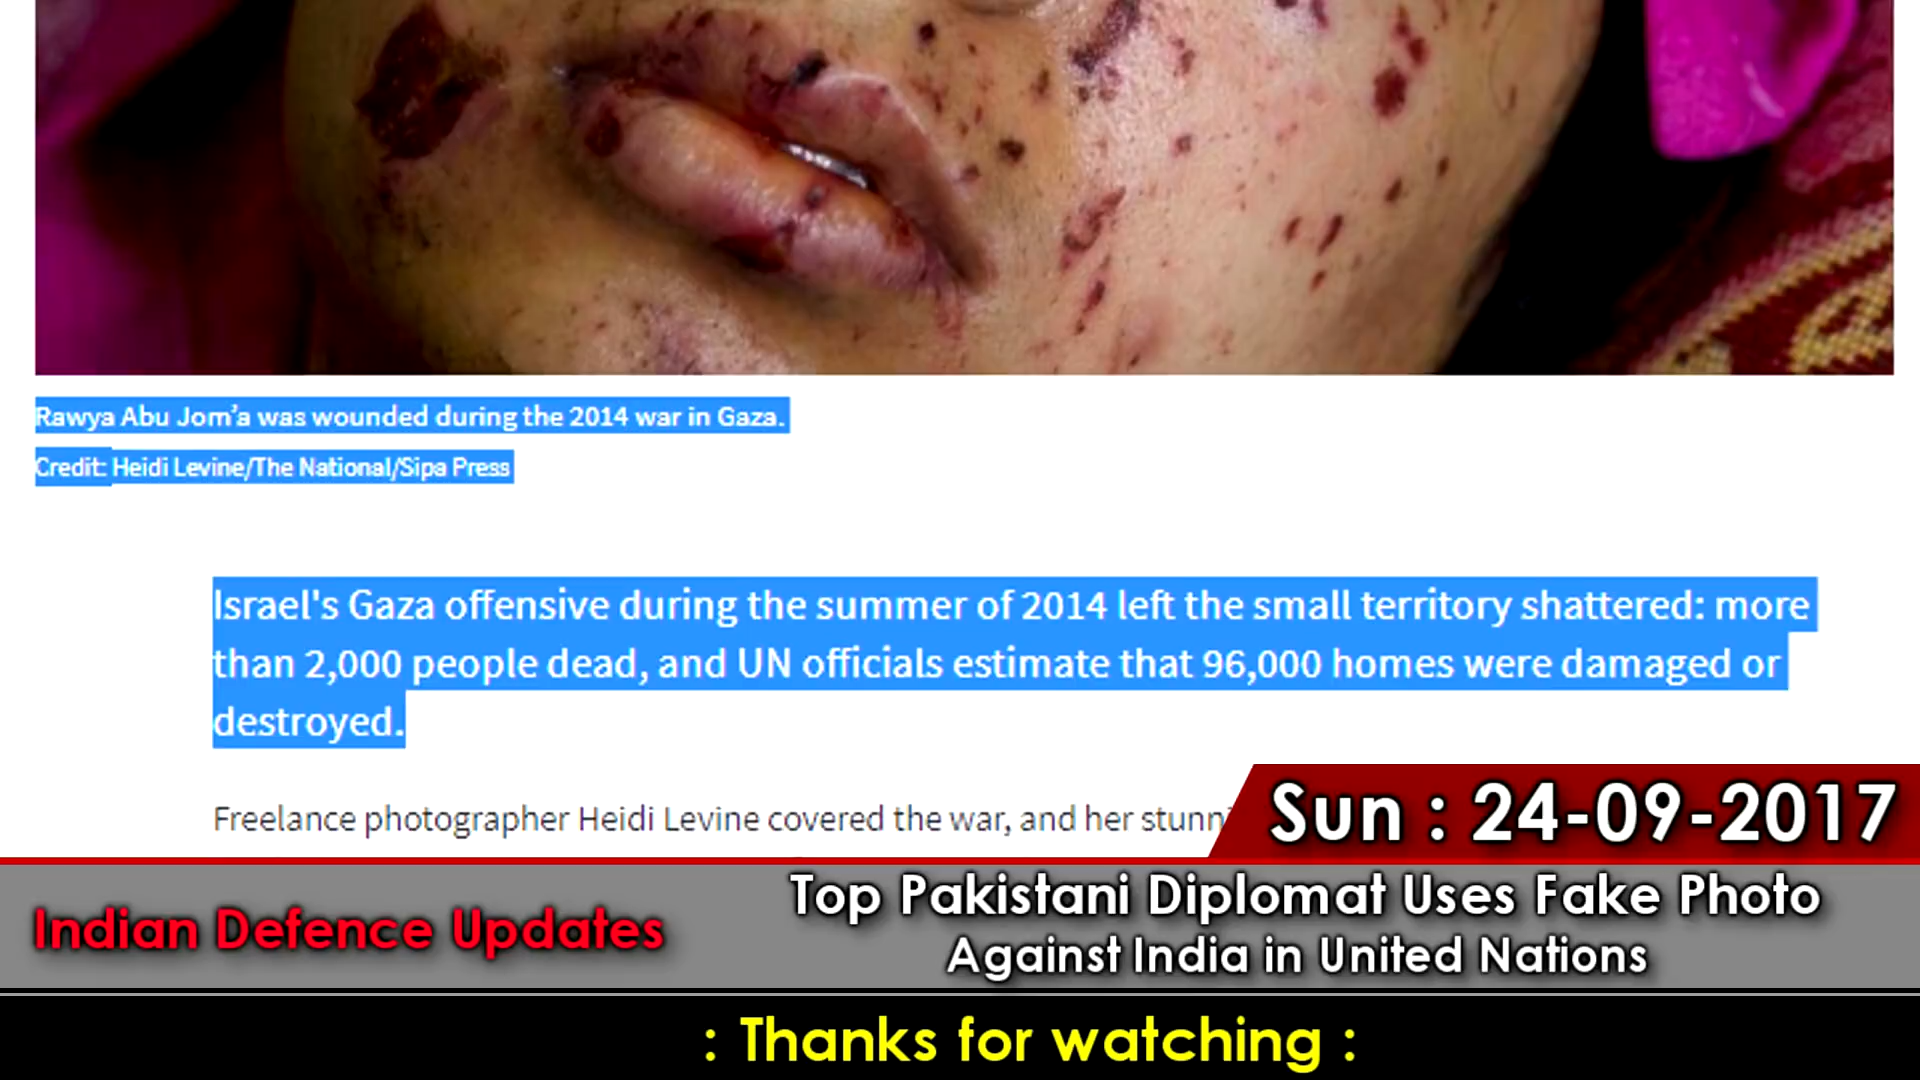 Rawya Abu Jom’a was wounded during the 2014 war in Gaza.
Credit: Heidi Levine/The National/Sipa Press
Israel's Gaza offensive during the summer of 2014 left the small territory shattered: more
than 2,000 people dead, and UN officials estimate that 96,000 homes were damaged or
destroyed.
Freelance photographer Heidi Levine covered the war, and her
Sun : 24-09-2017
Indian Defence Updates
Top Pakistani Diplomat Uses Fake Photo
Against India in United Nations
: Thanks for watching :